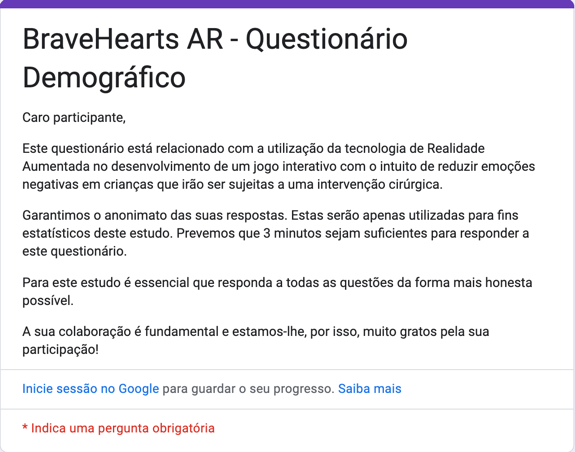 BraveHearts AR - Questionário
Demográfico
Caro participante,
Este questionário está relacionado com a utilização da tecnologia de Realidade
Aumentada no desenvolvimento de um jogo interativo com o intuito de reduzir emoções
negativas em crianças que irão ser sujeitas a uma intervenção cirúrgica.
Garantimos o anonimato das suas respostas. Estas serão apenas utilizadas para fins
estatísticos deste estudo. Prevemos que 3 minutos sejam suficientes para responder a
este questionário.
Para este estudo é essencial que responda a todas as questões da forma mais honesta
possível.
A sua colaboração é fundamental e estamos-lhe, por isso, muito gratos pela sua
participação!
Inicie sessão no Google para guardar o seu progresso. Saiba mais
* Indica uma pergunta obrigatória